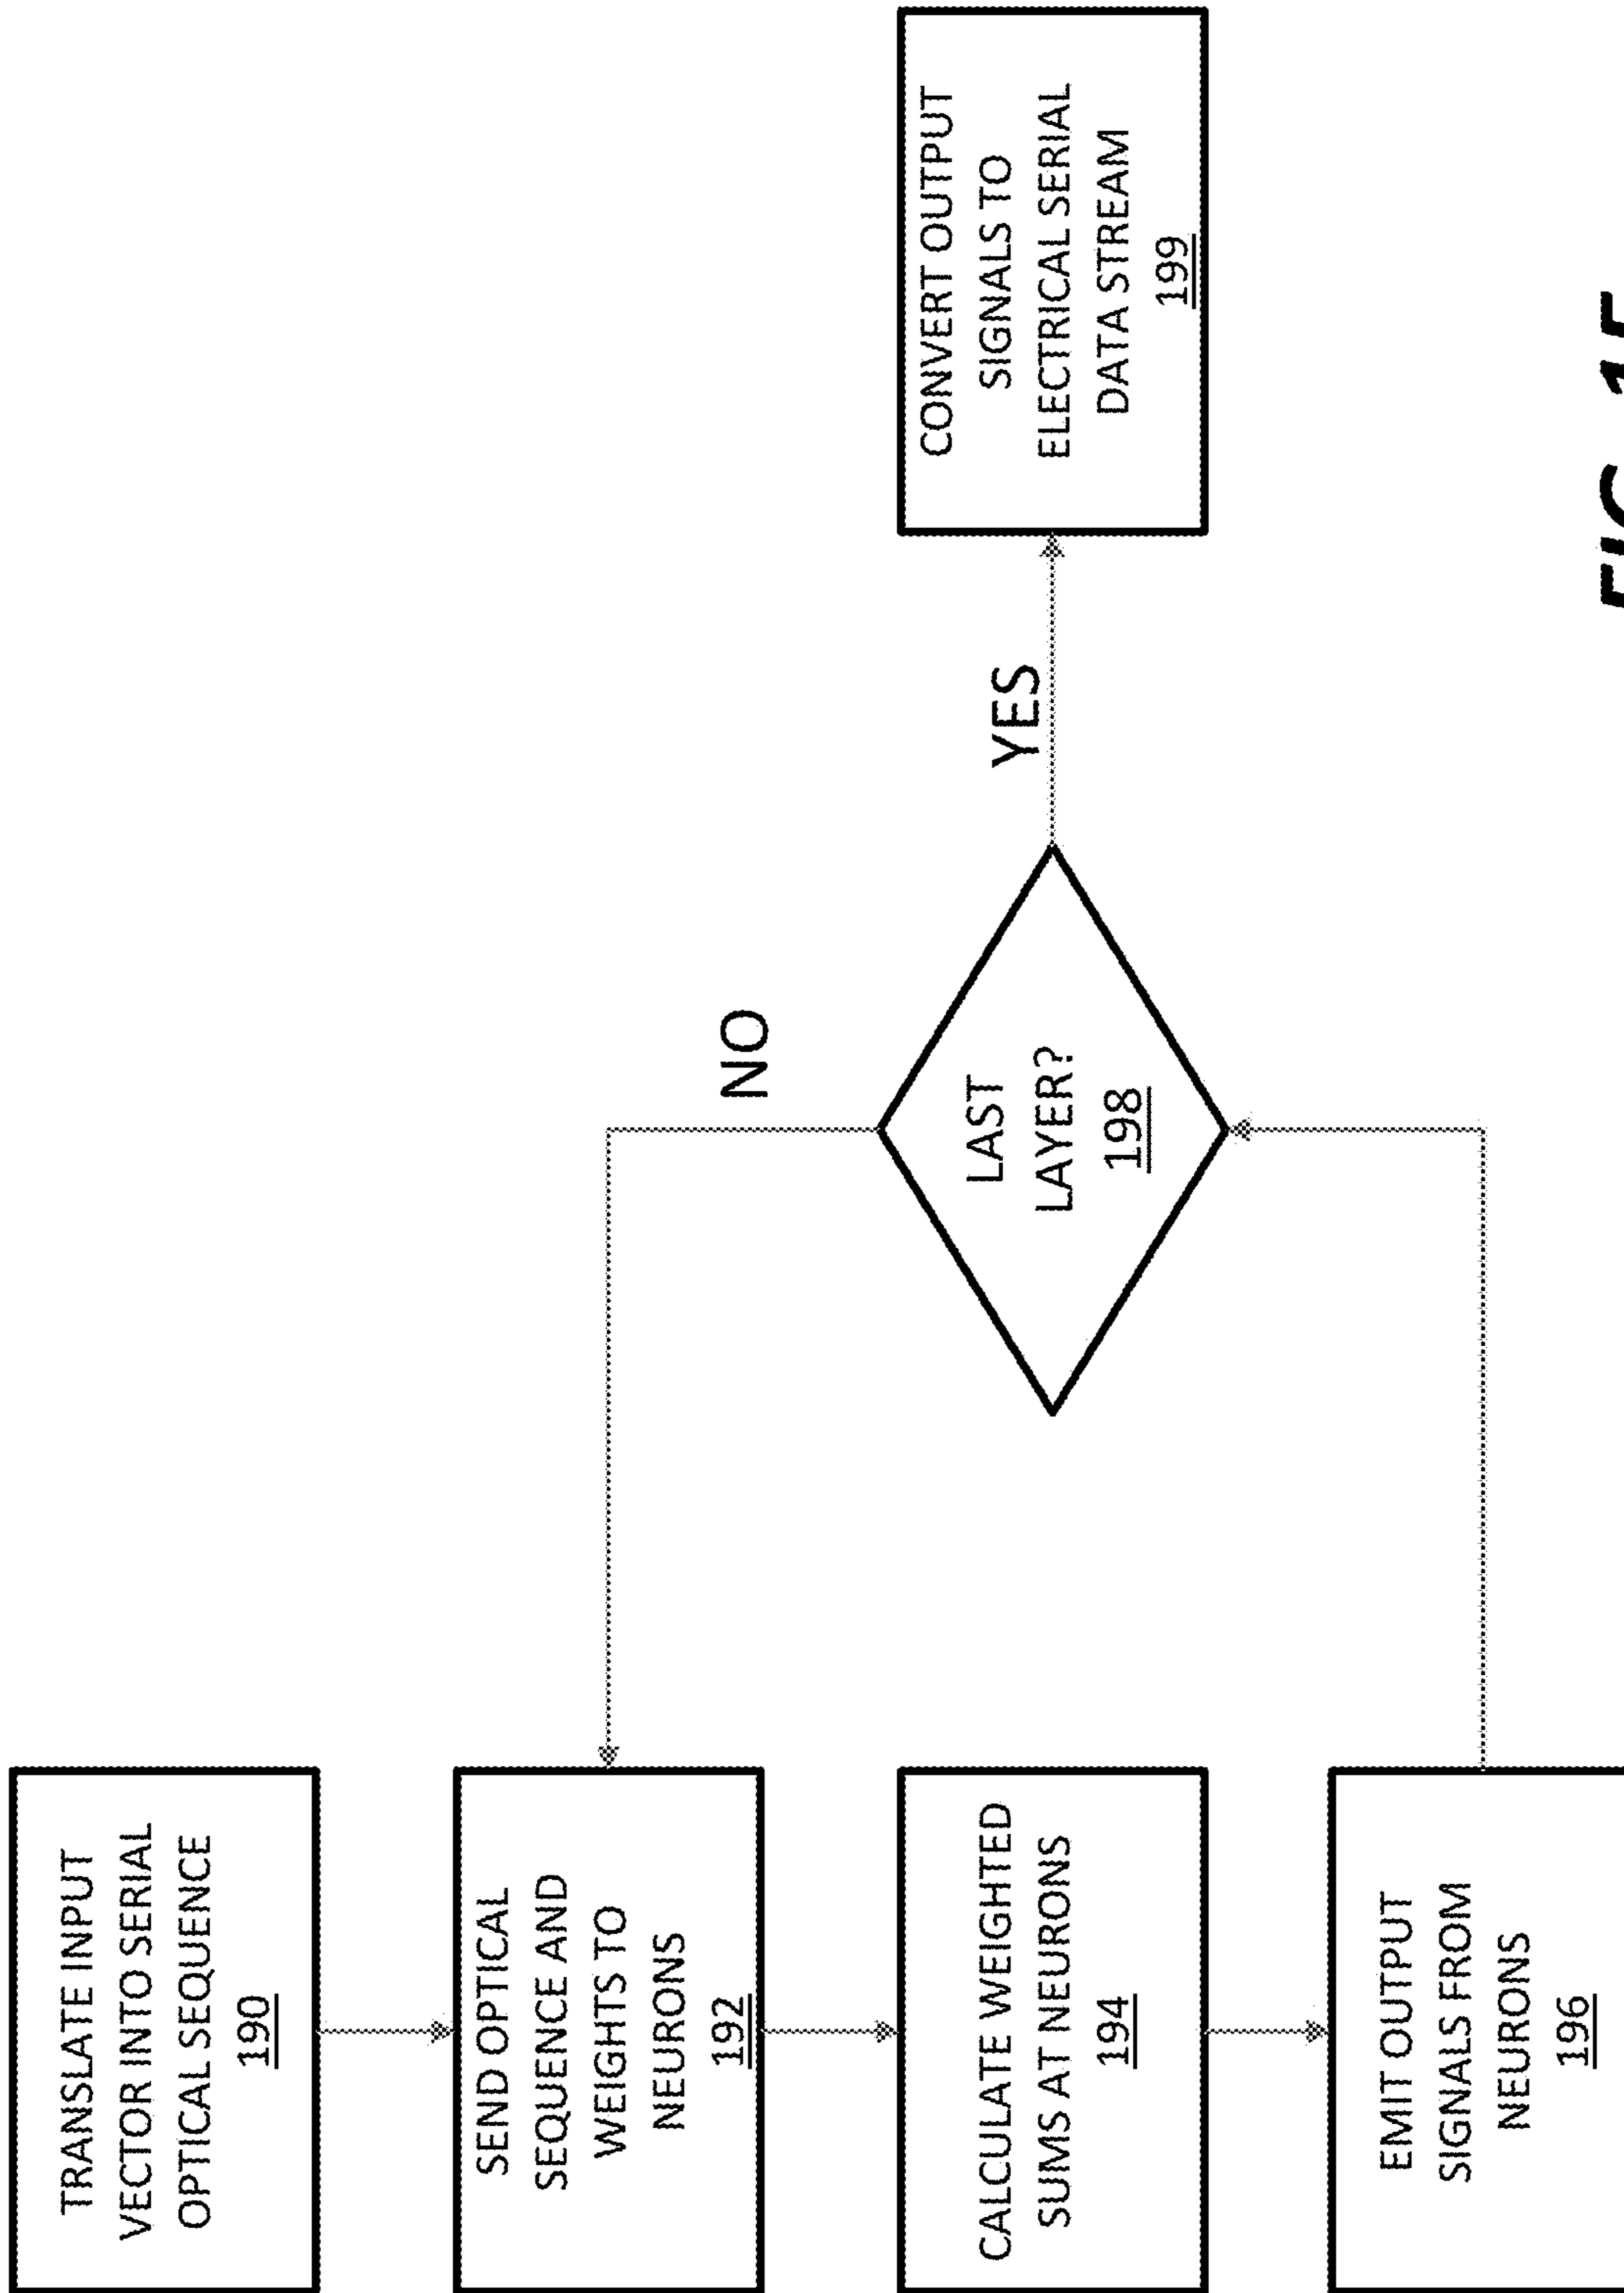 TRANSLATE INPUT
VECTOR INTO SERIAL
OPTICAL SEQUENCE
190
SEND OPTICAL
SEQUENCE AND
WEIGHTS TO
NEURONS
192
CALCULATE WEIGHTED
SUMS AT NEURONS
194
EMIT OUTPUT
SIGNALS FROM
NEURONS
196
NO
LAST
LAYER?
198
YES
CONVERT OUTPUT
SIGNALS TO
ELECTRICAL SERIAL
DATA STREAM
199